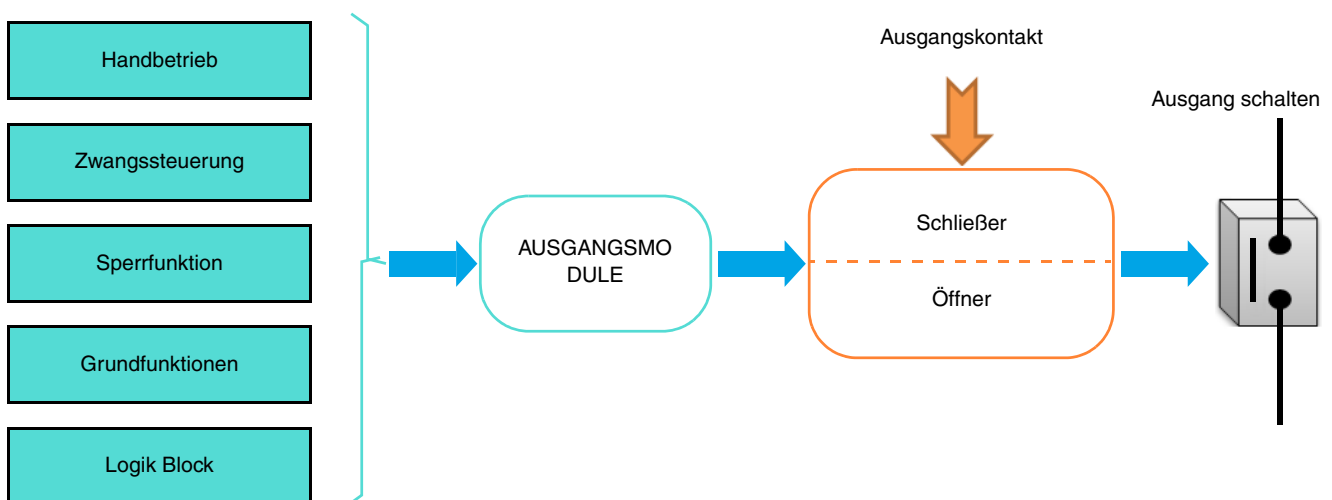 Handbetrieb
Zwangssteuerung
Sperrfunktion
Grundfunktionen
Logik Block
AUSGANGSMO
DULE
Ausgangskontakt
Schließer
Öffner
Ausgang schalten